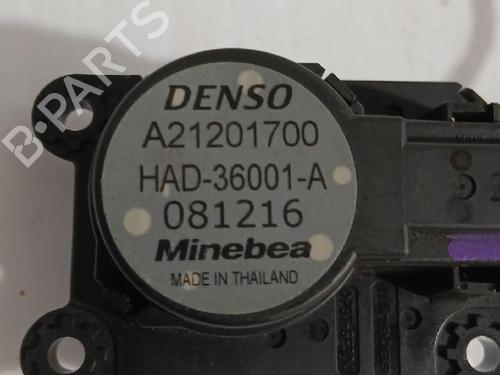 DENSO
A21201700
HAD-36001-A
081216
Minebea
MADE IN THAILAND
B-PARTS